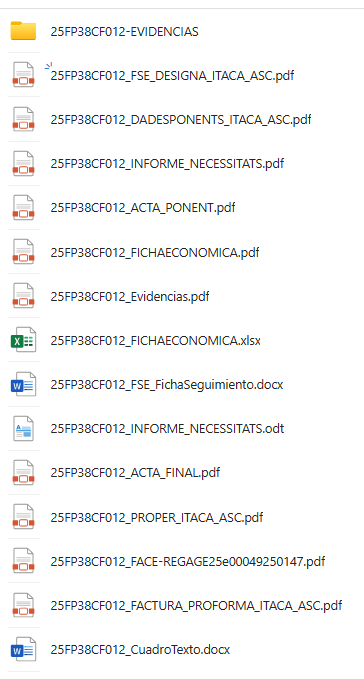 25FP38CF012-EVIDENCIAS
25FP38CF012_FSE_DESIGNA_ITACA_ASC.pdf
25FP38CF012_DADESPONENTS_ITACA_ASC.pdf
25FP38CF012_INFORME_NECESSITATS.pdf
25FP38CF012_ACTA_PONENT.pdf
25FP38CF012_FICHAECONOMICA.pdf
25FP38CF012_Evidencias.pdf
25FP38CF012_FICHAECONOMICA.xlsx
25FP38CF012_FSE_FichaSeguimiento.docx
25FP38CF012_INFORME_NECESSITATS.odt
25FP38CF012_ACTA_FINAL.pdf
25FP38CF012_PROPER_ITACA_ASC.pdf
25FP38CF012_FACE-REGAGE25e00049250147.pdf
25FP38CF012_FACTURA_PROFORMA_ITACA_ASC.pdf
25FP38CF012_CuadroTexto.docx